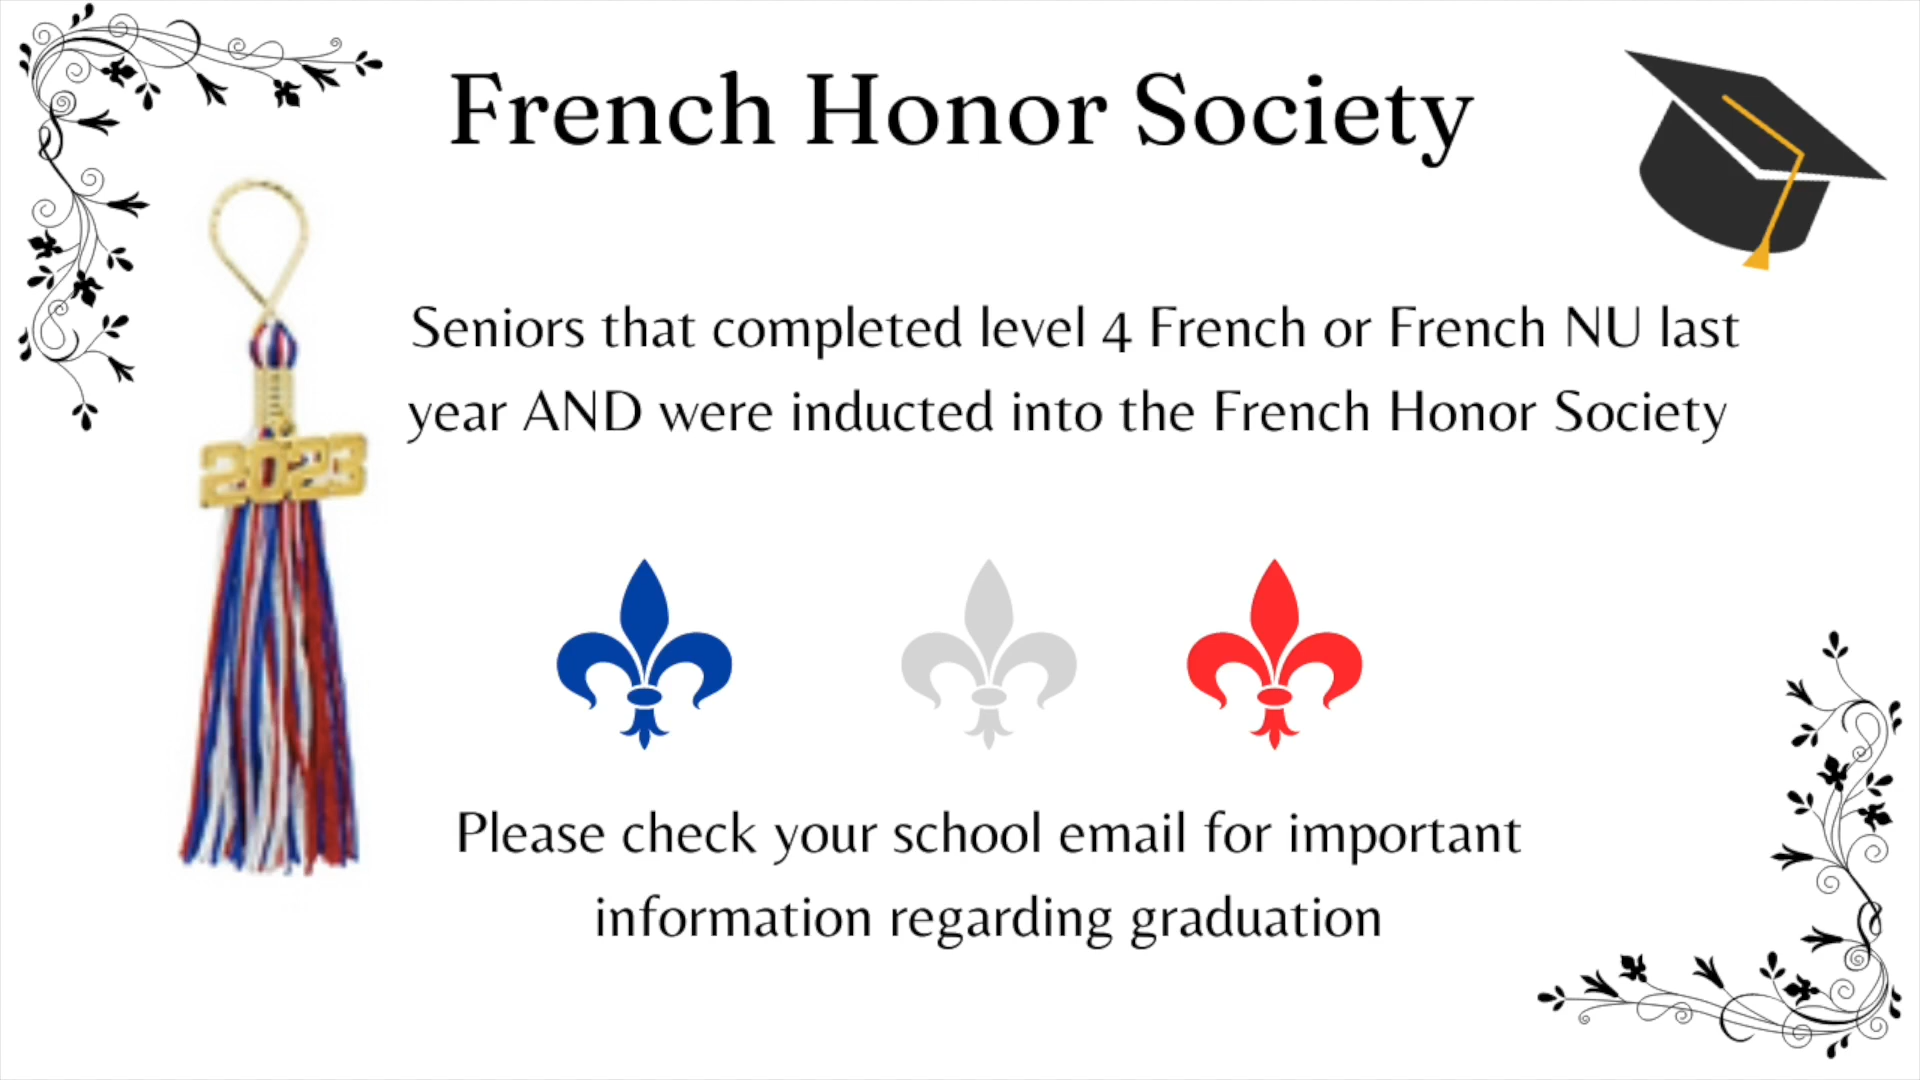 French Honor Society
Seniors that completed level 4 French or French NU last
year AND were inducted into the French Honor Society
2023
Please check your school email for important
information regarding graduation